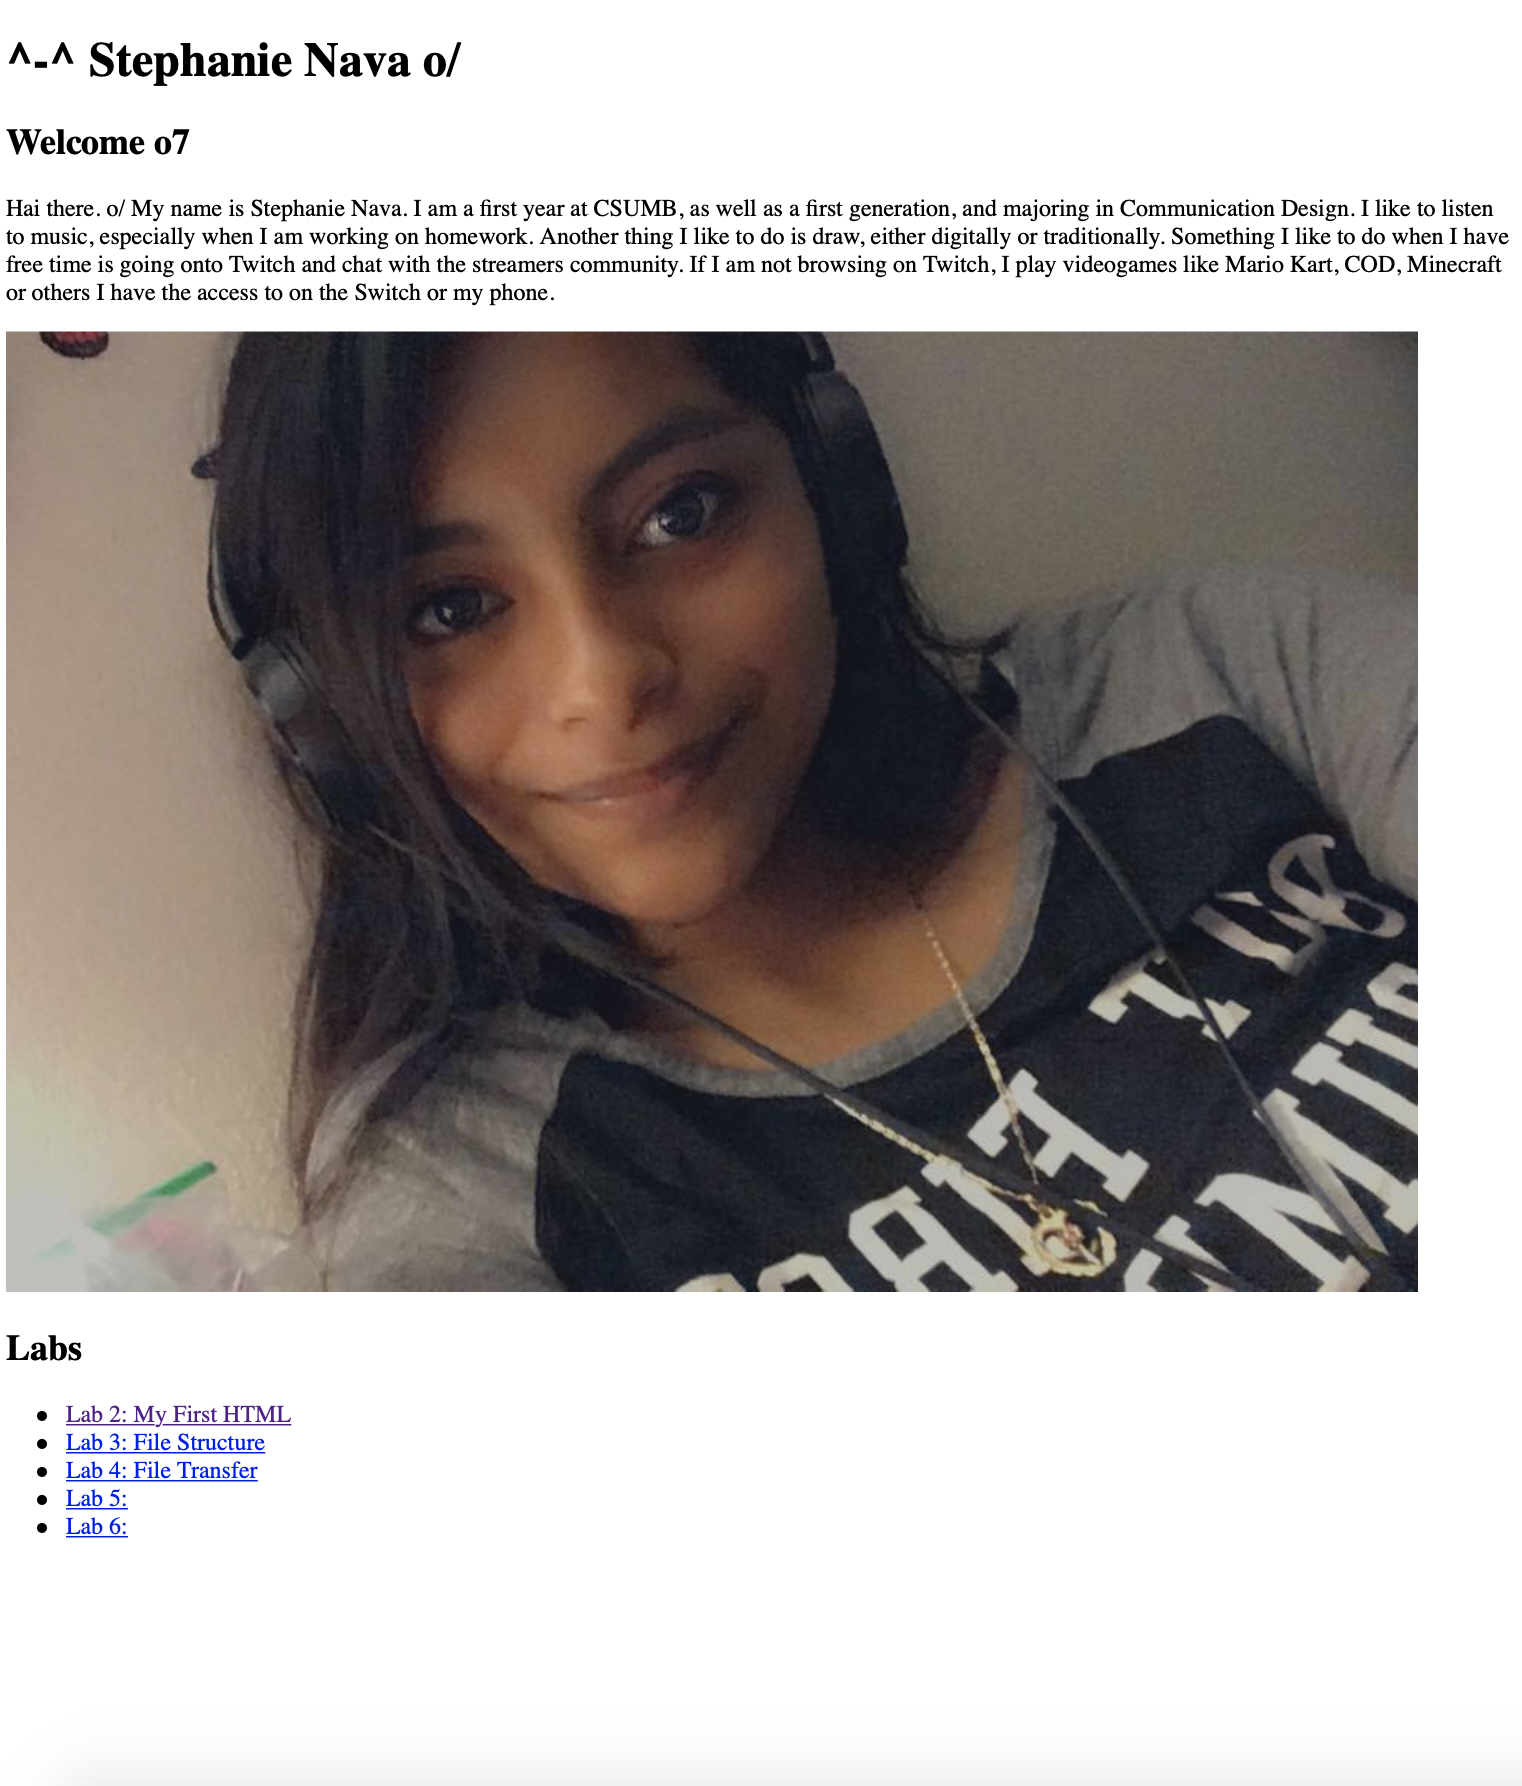 ^-^ Stephanie Nava o/
Welcome o7
Hai there. o/ My name is Stephanie Nava. I am a first year at CSUMB, as well as a first generation, and majoring in Communication Design. I like to listen
to music, especially when I am working on homework. Another thing I like to do is draw, either digitally or traditionally. Something I like to do when I have
free time is going onto Twitch and chat with the streamers community. If I am not browsing on Twitch, I play videogames like Mario Kart, COD, Minecraft
or others I have the access to on the Switch or my phone.
Labs
Lab 2: My First HTML
Lab 3: File Structure
Lab 4: File Transfer
Lab 5:
Lab 6: